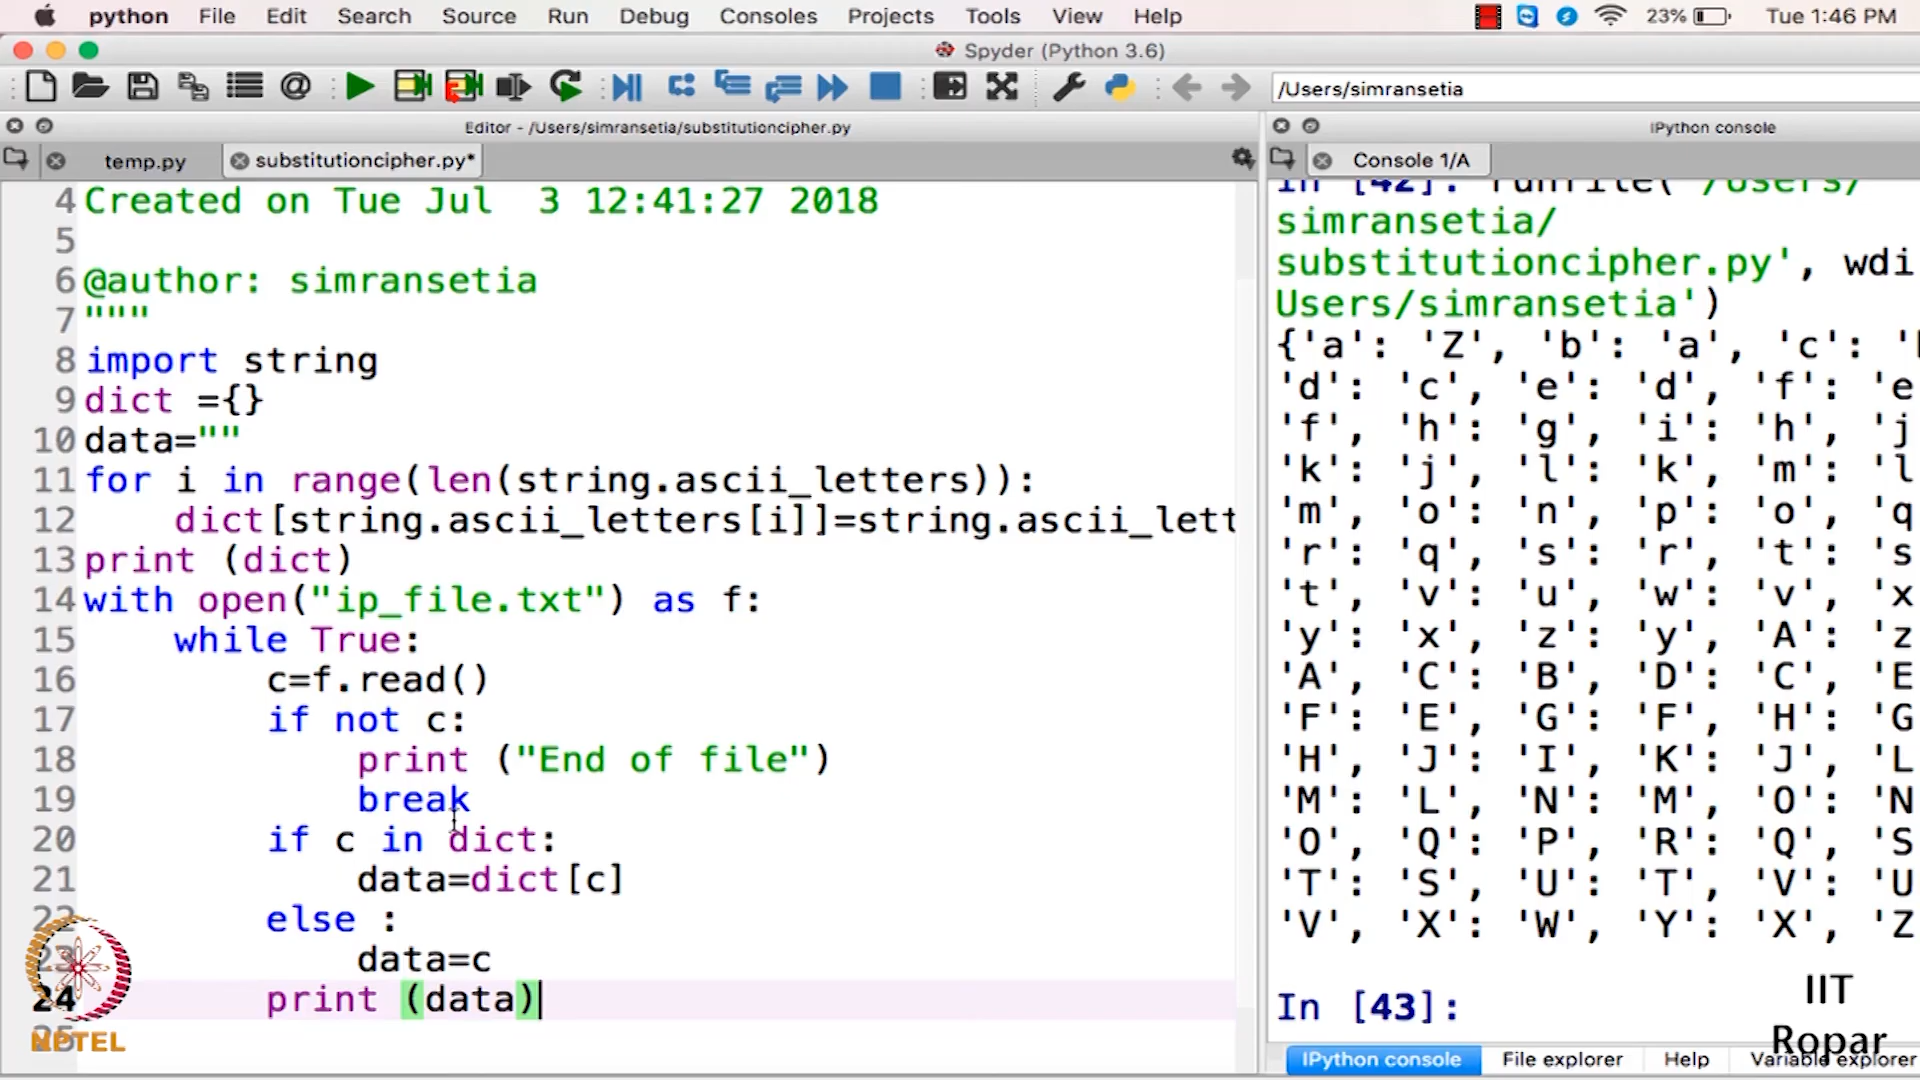 python File Edit Search Source Run Debug Consoles Projects Tools View Help 23% Tue 1:46 PM
Spyder (Python 3.6)
/Users/simransetia
Editor - /Users/simransetia/substitutioncipher.py
temp.py substitutioncipher.py*
4 Created on Tue Jul  3 12:41:27 2018
5
6 @author: simransetia
7 """
8 import string
9 dict ={}
10 data=""
11 for i in range(len(string.ascii_letters)):
12     dict[string.ascii_letters[i]]=string.ascii_lett
13 print (dict)
14 with open("ip_file.txt") as f:
15     while True:
16         c=f.read()
17         if not c:
18             print ("End of file")
19             break
20         if c in dict:
21             data=dict[c]
22         else :
23             data=c
24         print (data)
25
NPTEL
IPython console
Console 1/A
In [42]: runfile('/Users/
simransetia/
substitutioncipher.py', wdi
Users/simransetia')
{'a': 'Z', 'b': 'a', 'c': '
'd': 'c', 'e': 'd', 'f': 'e
'f', 'h': 'g', 'i': 'h', 'j
'k': 'j', 'l': 'k', 'm': 'l
'm', 'o': 'n', 'p': 'o', 'q
'r': 'q', 's': 'r', 't': 's
't', 'v': 'u', 'w': 'v', 'x
'y': 'x', 'z': 'y', 'A': 'z
'A', 'C': 'B', 'D': 'C', 'E
'F': 'E', 'G': 'F', 'H': 'G
'H', 'J': 'I', 'K': 'J', 'L
'M': 'L', 'N': 'M', 'O': 'N
'O', 'Q': 'P', 'R': 'Q', 'S
'T': 'S', 'U': 'T', 'V': 'U
'V', 'X': 'W', 'Y': 'X', 'Z
In [43]:
IIT
Ropar
IPython console File explorer Help Variable explorer